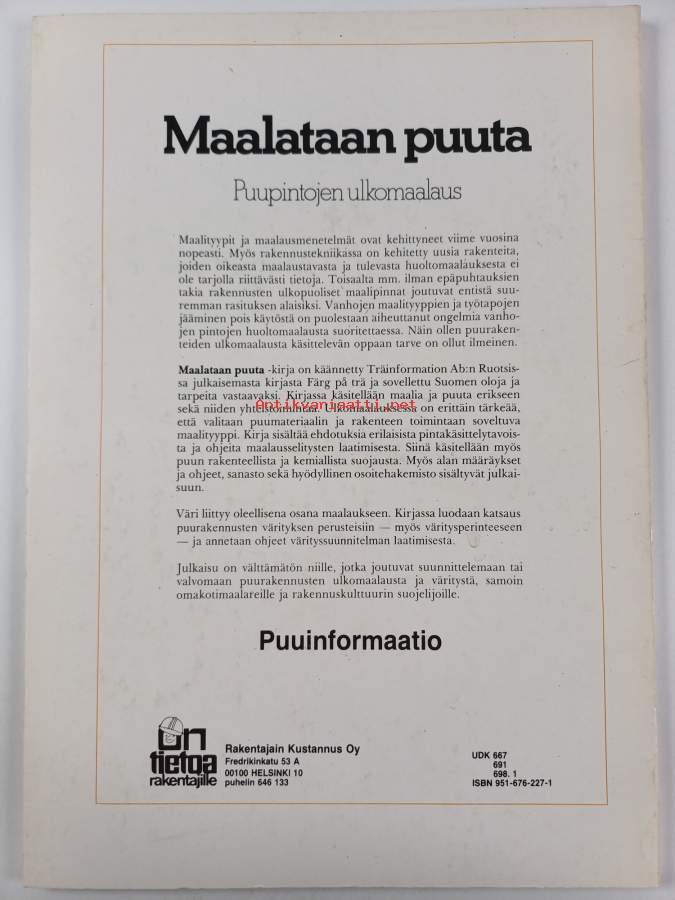 Maalataan puuta
Puupintojen ulkomaalaus
Maalityypit ja maalausmenetelmät ovat kehittyneet viime vuosina
nopeasti. Myös rakennustekniikassa on kehitetty uusia rakenteita,
joiden oikeasta maalaustavasta ja tulevasta huoltomaalauksesta ei
ole tarjolla riittävästi tietoja. Toisaalta mm. ilman epäpuhtauksien
takia rakennusten ulkopuoliset maalipinnat joutuvat entistä suu-
remman rasituksen alaisiksi. Vanhojen maalityyppien ja työtapojen
jääminen pois käytöstä on puolestaan aiheuttanut ongelmia vanho-
jen pintojen huoltomaalausta suoritettaessa. Näin ollen puuraken-
teiden ulkomaalausta käsittelevän oppaan tarve on ollut ilmeinen.
Maalataan puuta -kirja on käännetty Träinformation Ab:n Ruotsis-
sa julkaisemasta kirjasta Färg på trä ja sovellettu Suomen oloja ja
tarpeita vastaavaksi. Kirjassa käsitellään maalia ja puuta erikseen
sekä niiden yhteistoimintaa. Ulkomaalauksessa on erittäin tärkeää,
Antikvariaatti.net
että valitaan puumateriaalin ja rakenteen toimintaan soveltuva
maalityyppi. Kirja sisältää ehdotuksia erilaisista pintakäsittelytavois-
ta ja ohjeita maalausselitysten laatimisesta. Siinä käsitellään myös
puun rakenteellista ja kemiallista suojausta. Myös alan määräykset
ja ohjeet, sanasto sekä hyödyllinen osoitehakemisto sisältyvät julkai-
suun.
Väri liittyy oleellisena osana maalaukseen. Kirjassa luodaan katsaus
puurakennusten värityksen perusteisiin — myös väritysperinteeseen
— ja annetaan ohjeet värityssuunnitelman laatimisesta.
Julkaisu on välttämätön niille, jotka joutuvat suunnittelemaan tai
valvomaan puurakennusten ulkomaalausta ja väritystä, samoin
omakotimaalareille ja rakennuskulttuurin suojelijoille.
Puuinformaatio
on
tietoa
rakentajille
Rakentajain Kustannus Oy
Fredrikinkatu 53 A
00100 HELSINKI 10
puhelin 646 133
UDK 667
691
698. 1
ISBN 951-676-227-1